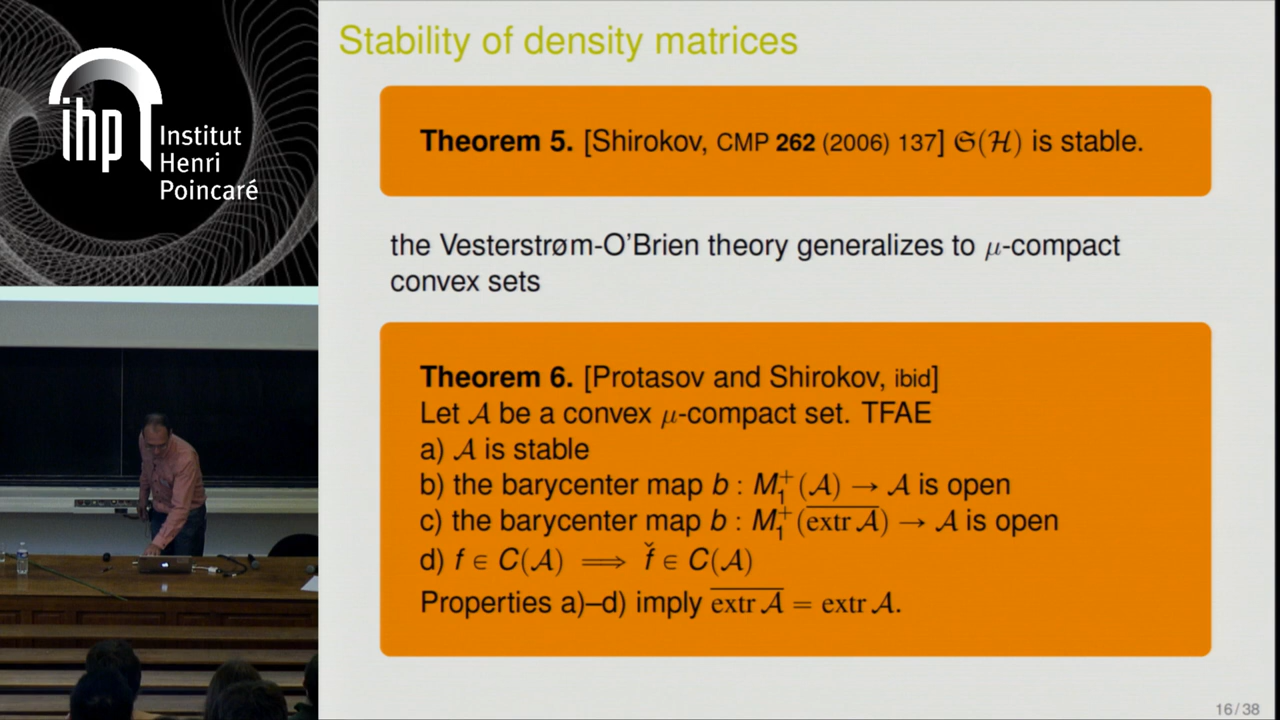 ihp
Institut
Henri
Poincaré
Stability of density matrices
Theorem 5. [Shirokov, CMP 262 (2006) 137] 𝔖(ℋ) is stable.
the Vesterstrøm-O'Brien theory generalizes to μ-compact
convex sets
Theorem 6. [Protasov and Shirokov, ibid]
Let 𝒜 be a convex μ-compact set. TFAE
a) 𝒜 is stable
b) the barycenter map b : M₁⁺(𝒜) → 𝒜 is open
c) the barycenter map b : M₁⁺(\overline{extr 𝒜}) → 𝒜 is open
d) f ∈ C(𝒜) ⟹ f̌ ∈ C(𝒜)
Properties a)–d) imply \overline{extr 𝒜} = extr 𝒜.
16/38